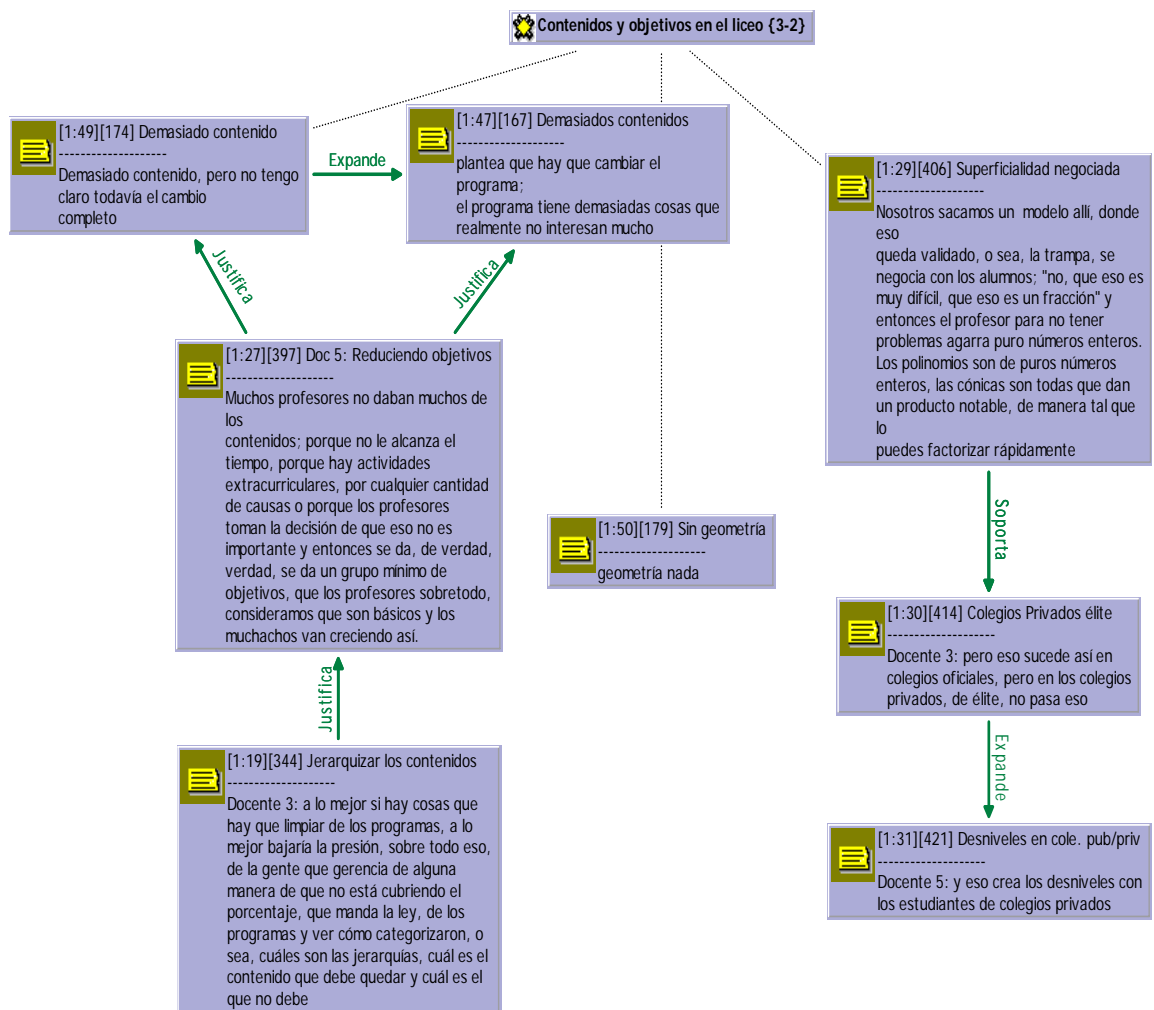 Contenidos y objetivos en el liceo {3-2}
[1:49][174] Demasiado contenido
--------------------
Demasiado contenido, pero no tengo
claro todavía el cambio
completo
Expande
[1:47][167] Demasiados contenidos
--------------------
plantea que hay que cambiar el
programa;
el programa tiene demasiadas cosas que
realmente no interesan mucho
[1:29][406] Superficialidad negociada
--------------------
Nosotros sacamos un modelo allí, donde
eso
queda validado, o sea, la trampa, se
negocia con los alumnos; "no, que eso es
muy difícil, que eso es un fracción" y
entonces el profesor para no tener
problemas agarra puro números enteros.
Los polinomios son de puros números
enteros, las cónicas son todas que dan
un producto notable, de manera tal que
lo
puedes factorizar rápidamente
Justifica
Justifica
[1:27][397] Doc 5: Reduciendo objetivos
--------------------
Muchos profesores no daban muchos de
los
contenidos; porque no le alcanza el
tiempo, porque hay actividades
extracurriculares, por cualquier cantidad
de causas o porque los profesores
toman la decisión de que eso no es
importante y entonces se da, de verdad,
verdad, se da un grupo mínimo de
objetivos, que los profesores sobretodo,
consideramos que son básicos y los
muchachos van creciendo así.
[1:50][179] Sin geometría
--------------------
geometría nada
Soporta
[1:30][414] Colegios Privados élite
--------------------
Docente 3: pero eso sucede así en
colegios oficiales, pero en los colegios
privados, de élite, no pasa eso
Justifica
Expande
[1:19][344] Jerarquizar los contenidos
--------------------
Docente 3: a lo mejor si hay cosas que
hay que limpiar de los programas, a lo
mejor bajaría la presión, sobre todo eso,
de la gente que gerencia de alguna
manera de que no está cubriendo el
porcentaje, que manda la ley, de los
programas y ver cómo categorizaron, o
sea, cuáles son las jerarquías, cuál es el
contenido que debe quedar y cuál es el
que no debe
[1:31][421] Desniveles en cole. pub/priv
--------------------
Docente 5: y eso crea los desniveles con
los estudiantes de colegios privados